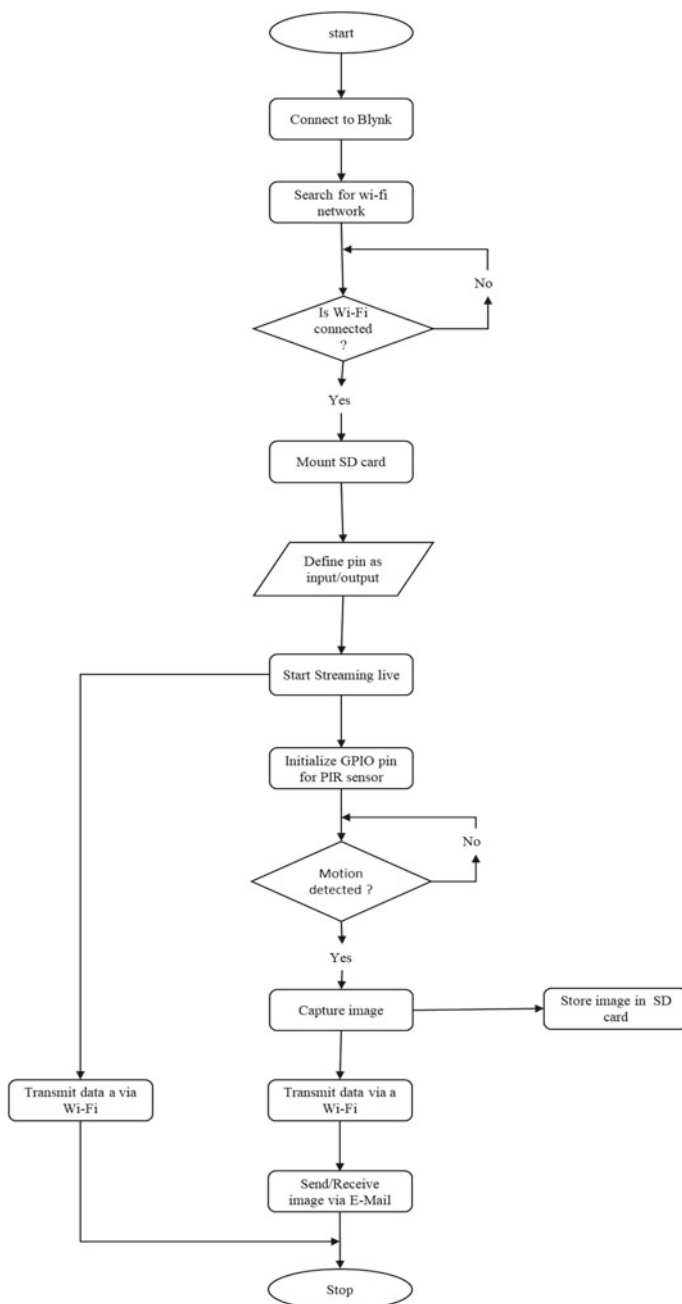 start
Connect to Blynk
Search for wi-fi
network
No
Is Wi-Fi
connected
?
Yes
Mount SD card
Define pin as
input/output
Start Streaming live
Initialize GPIO pin
for PIR sensor
No
Motion
detected ?
Yes
Capture image
Store image in SD
card
Transmit data a via
Wi-Fi
Transmit data via a
Wi-Fi
Send/Receive
image via E-Mail
Stop